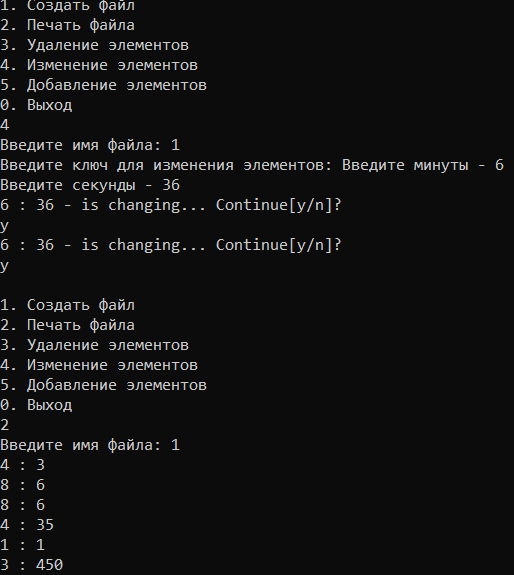 1. Создать файл
2. Печать файла
3. Удаление элементов
4. Изменение элементов
5. Добавление элементов
0. Выход
4
Введите имя файла: 1
Введите ключ для изменения элементов: Введите минуты - 6
Введите секунды - 36
6 : 36 - is changing... Continue[y/n]?
y
6 : 36 - is changing... Continue[y/n]?
y
1. Создать файл
2. Печать файла
3. Удаление элементов
4. Изменение элементов
5. Добавление элементов
0. Выход
2
Введите имя файла: 1
4 : 3
8 : 6
8 : 6
4 : 35
1 : 1
3 : 450